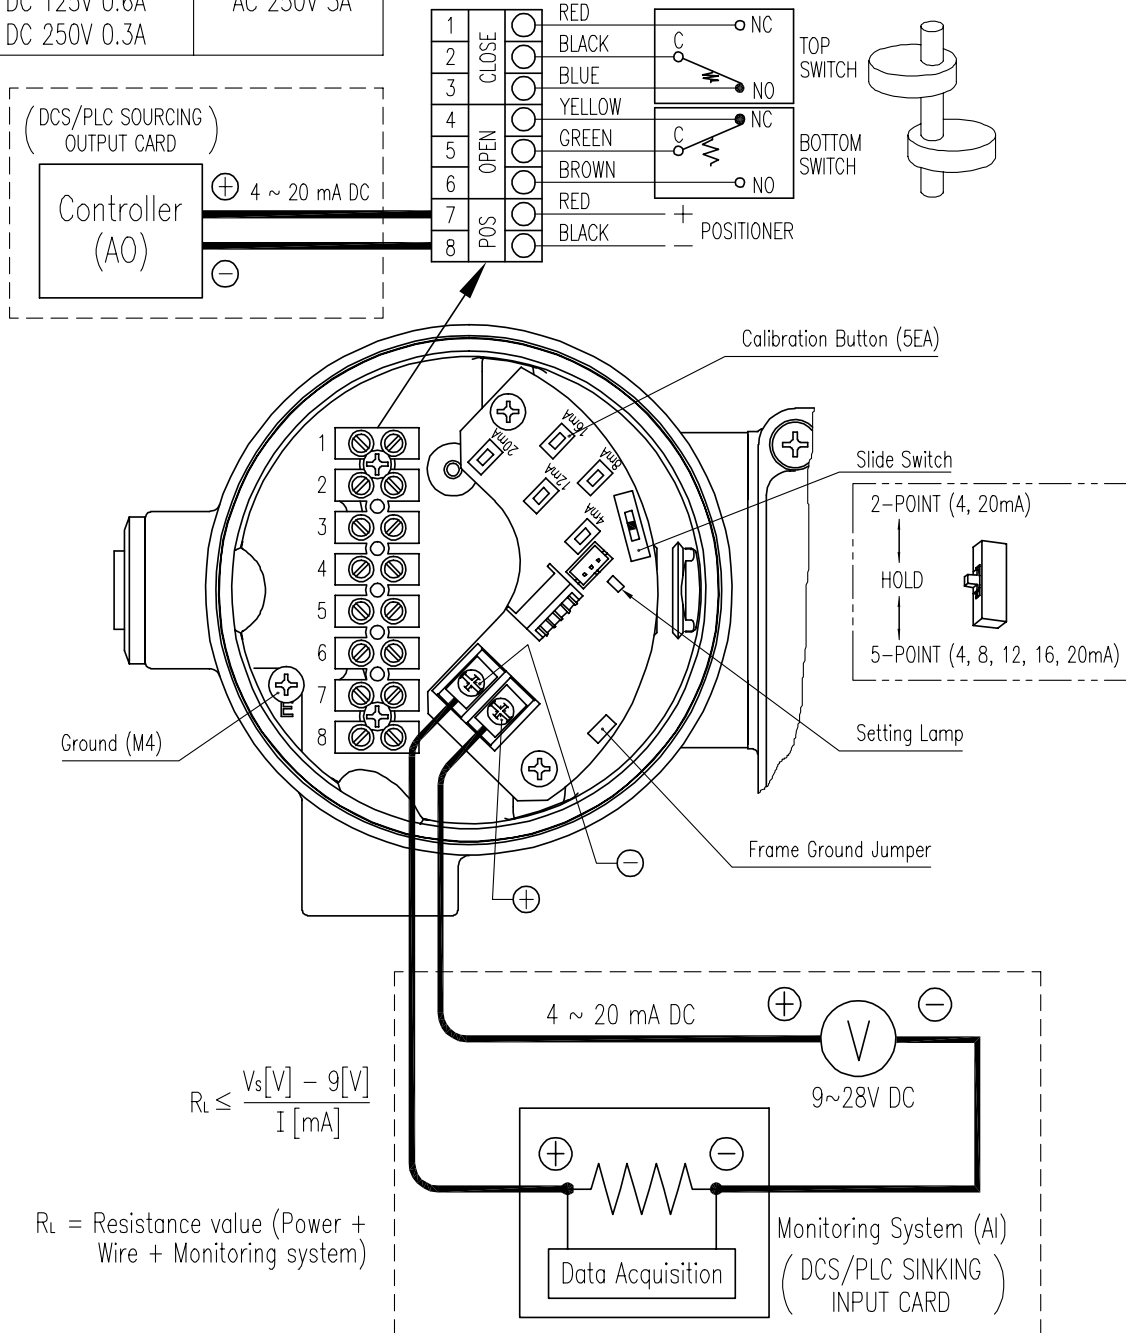 DC 125V 0.6A
DC 250V 0.3A
AC 250V 5A
(DCS/PLC SOURCING
OUTPUT CARD)
Controller
(AO)
⊕ 4 ~ 20 mA DC
⊖
1
2
3
4
5
6
7
8
CLOSE
OPEN
POS
RED
BLACK
BLUE
YELLOW
GREEN
BROWN
RED
BLACK
NC
C
NO
TOP
SWITCH
NC
C
NO
BOTTOM
SWITCH
+
−
POSITIONER
Calibration Button (5EA)
Slide Switch
2-POINT (4, 20mA)
HOLD
5-POINT (4, 8, 12, 16, 20mA)
1
2
3
4
5
6
7
8
20mA
16mA
12mA
8mA
4mA
E
Ground (M4)
Setting Lamp
Frame Ground Jumper
⊖
⊕
4 ~ 20 mA DC
⊕
V
⊖
9~28V DC
RL ≤ Vs[V] − 9[V]
I [mA]
⊕
⊖
RL = Resistance value (Power +
Wire + Monitoring system)
Data Acquisition
Monitoring System (AI)
(DCS/PLC SINKING
INPUT CARD)